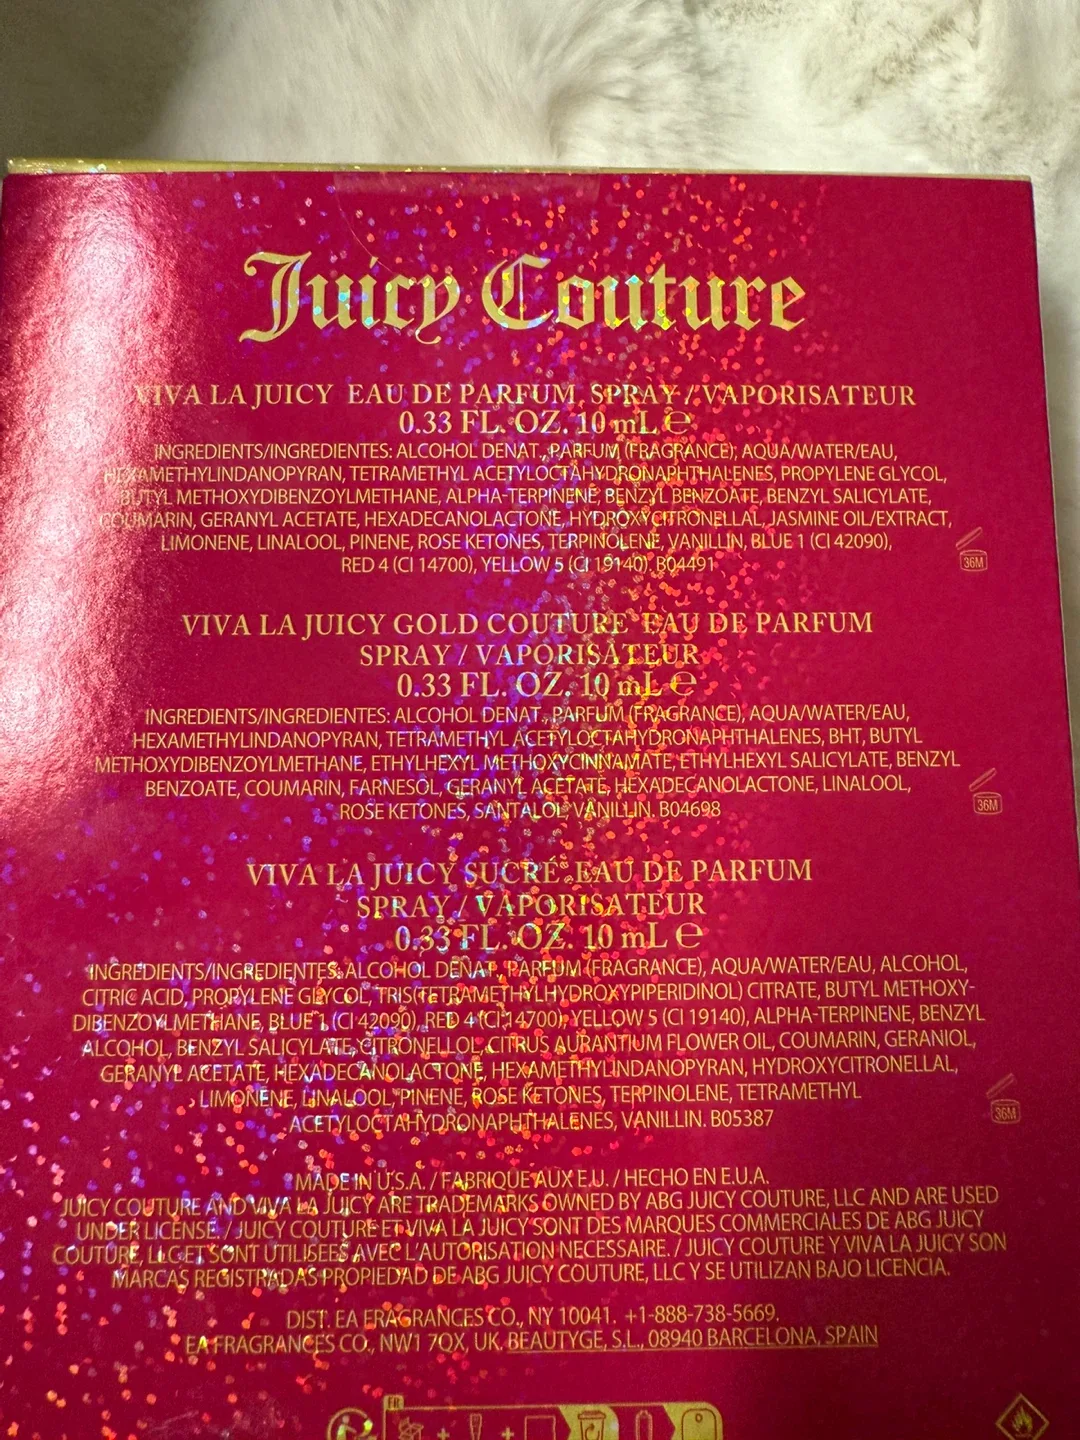 Juicy Couture
VIVA LA JUICY EAU DE PARFUM SPRAY / VAPORISATEUR
0.33 FL. OZ. 10 mL ℮
INGREDIENTS/INGREDIENTES: ALCOHOL DENAT., PARFUM (FRAGRANCE), AQUA/WATER/EAU,
HEXAMETHYLINDANOPYRAN, TETRAMETHYL ACETYLOCTAHYDRONAPHTHALENES, PROPYLENE GLYCOL,
BUTYL METHOXYDIBENZOYLMETHANE, ALPHA-TERPINENE, BENZYL BENZOATE, BENZYL SALICYLATE,
COUMARIN, GERANYL ACETATE, HEXADECANOLACTONE, HYDROXYCITRONELLAL, JASMINE OIL/EXTRACT,
LIMONENE, LINALOOL, PINENE, ROSE KETONES, TERPINOLENE, VANILLIN, BLUE 1 (CI 42090),
RED 4 (CI 14700), YELLOW 5 (CI 19140). B04491
36M
VIVA LA JUICY GOLD COUTURE EAU DE PARFUM
SPRAY / VAPORISATEUR
0.33 FL. OZ. 10 mL ℮
INGREDIENTS/INGREDIENTES: ALCOHOL DENAT., PARFUM (FRAGRANCE), AQUA/WATER/EAU,
HEXAMETHYLINDANOPYRAN, TETRAMETHYL ACETYLOCTAHYDRONAPHTHALENES, BHT, BUTYL
METHOXYDIBENZOYLMETHANE, ETHYLHEXYL METHOXYCINNAMATE, ETHYLHEXYL SALICYLATE, BENZYL
BENZOATE, COUMARIN, FARNESOL, GERANYL ACETATE, HEXADECANOLACTONE, LINALOOL,
ROSE KETONES, SANTALOL, VANILLIN. B04698
36M
VIVA LA JUICY SUCRÉ EAU DE PARFUM
SPRAY / VAPORISATEUR
0.33 FL. OZ. 10 mL ℮
INGREDIENTS/INGREDIENTES: ALCOHOL DENAT., PARFUM (FRAGRANCE), AQUA/WATER/EAU, ALCOHOL,
CITRIC ACID, PROPYLENE GLYCOL, TRIS(TETRAMETHYLHYDROXYPIPERIDINOL) CITRATE, BUTYL METHOXY-
DIBENZOYLMETHANE, BLUE 1 (CI 42090), RED 4 (CI 14700), YELLOW 5 (CI 19140), ALPHA-TERPINENE, BENZYL
ALCOHOL, BENZYL SALICYLATE, CITRONELLOL, CITRUS AURANTIUM FLOWER OIL, COUMARIN, GERANIOL,
GERANYL ACETATE, HEXADECANOLACTONE, HEXAMETHYLINDANOPYRAN, HYDROXYCITRONELLAL,
LIMONENE, LINALOOL, PINENE, ROSE KETONES, TERPINOLENE, TETRAMETHYL
ACETYLOCTAHYDRONAPHTHALENES, VANILLIN. B05387
36M
MADE IN U.S.A. / FABRIQUÉ AUX É.U. / HECHO EN E.U.A.
JUICY COUTURE AND VIVA LA JUICY ARE TRADEMARKS OWNED BY ABG JUICY COUTURE, LLC AND ARE USED
UNDER LICENSE. / JUICY COUTURE ET VIVA LA JUICY SONT DES MARQUES COMMERCIALES DE ABG JUICY
COUTURE, LLC ET SONT UTILISÉES AVEC L'AUTORISATION NECESSAIRE. / JUICY COUTURE Y VIVA LA JUICY SON
MARCAS REGISTRADAS PROPIEDAD DE ABG JUICY COUTURE, LLC Y SE UTILIZAN BAJO LICENCIA.
DIST. EA FRAGRANCES CO., NY 10041. +1-888-738-5669.
EA FRAGRANCES CO., NW1 7QX, UK. BEAUTYGE, S.L., 08940 BARCELONA, SPAIN
FR